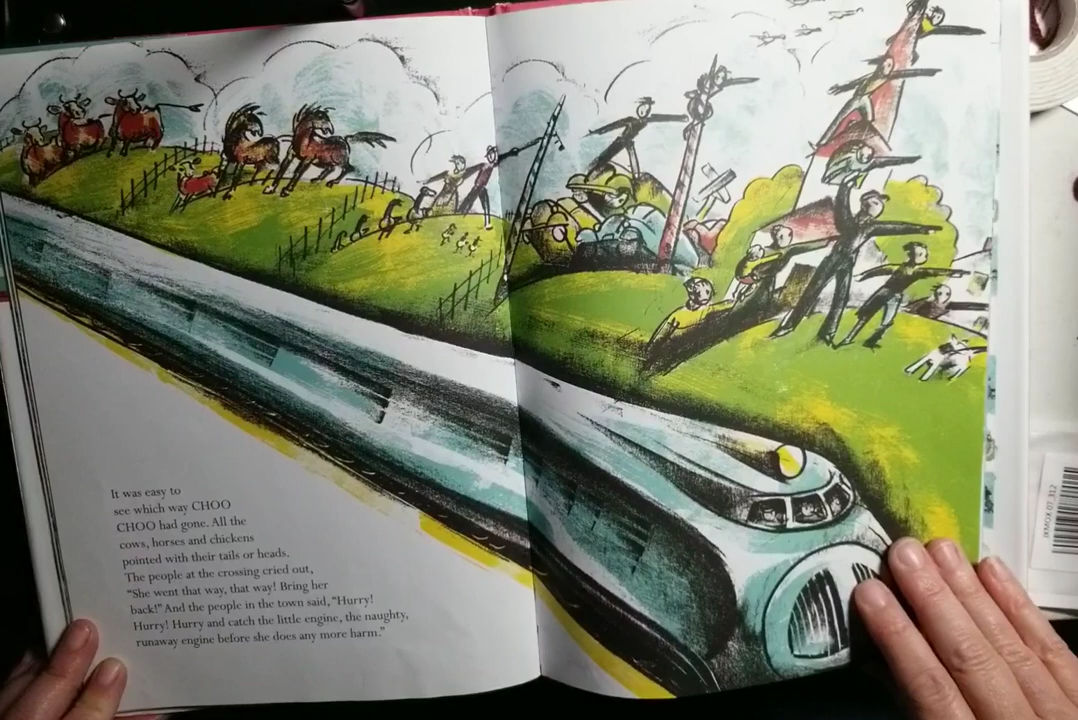 It was easy to
see which way CHOO
CHOO had gone. All the
cows, horses and chickens
pointed with their tails or heads.
The people at the crossing cried out,
“She went that way, that way! Bring her
back!” And the people in the town said, “Hurry!
Hurry! Hurry and catch the little engine, the naughty,
runaway engine before she does any more harm.”
IXMOX.07.312